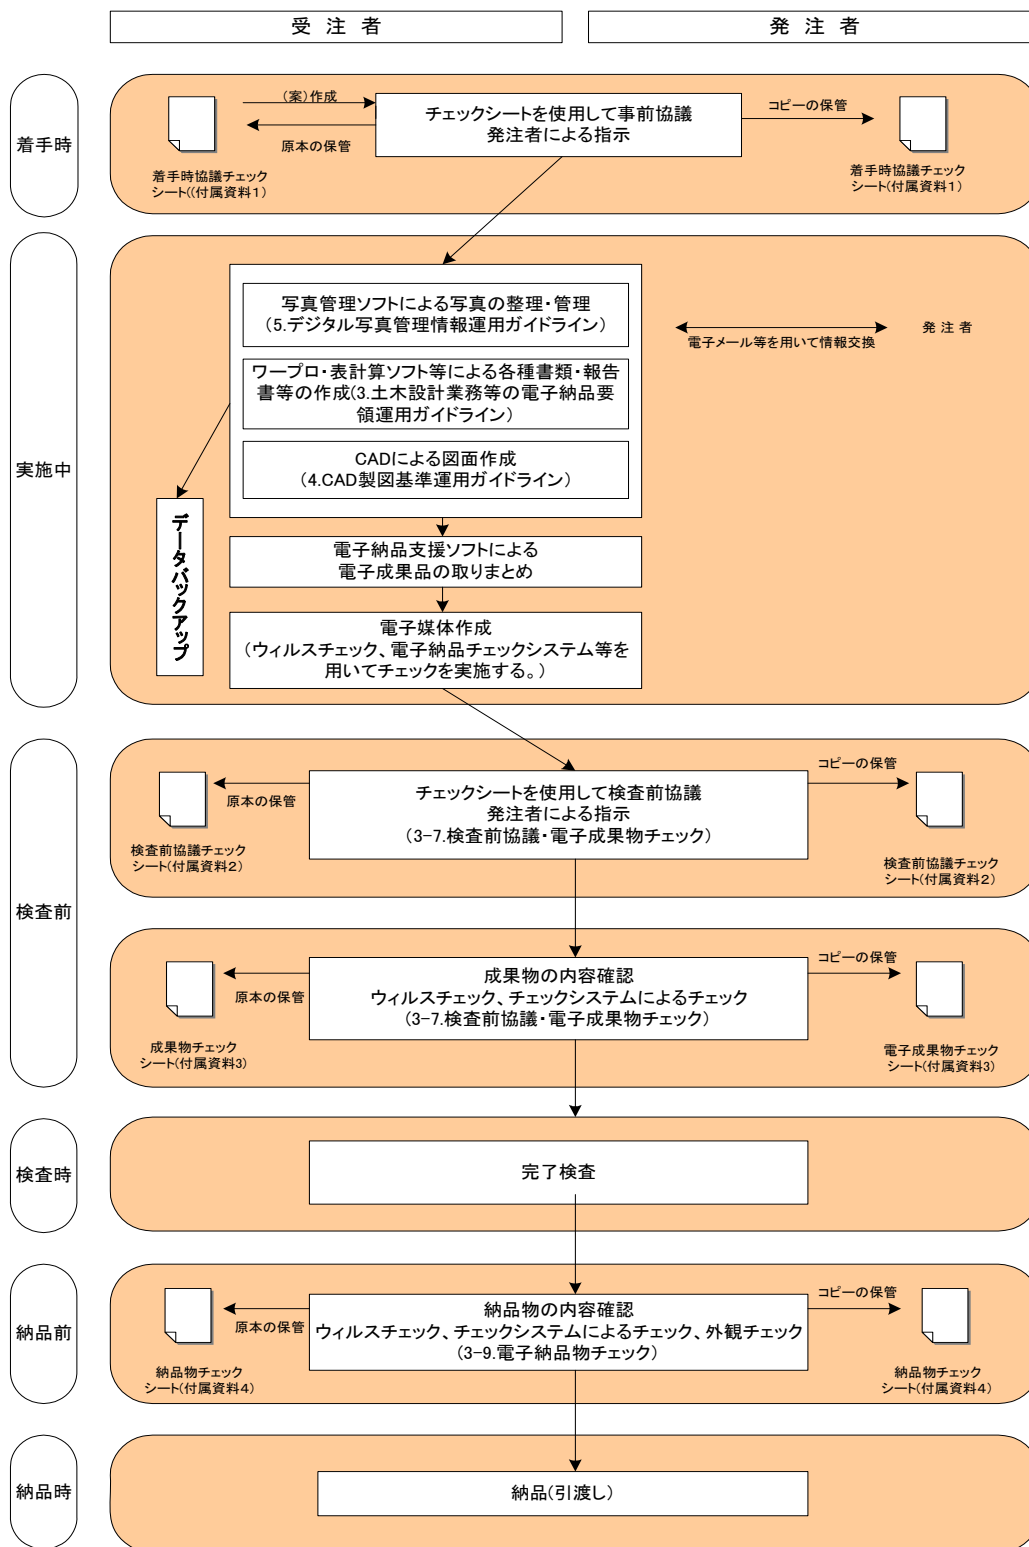 受 注 者
発 注 者
着手時
(案)作成
原本の保管
チェックシートを使用して事前協議
発注者による指示
コピーの保管
着手時協議チェック
シート((付属資料1)
着手時協議チェック
シート(付属資料1)
実施中
写真管理ソフトによる写真の整理・管理
(5.デジタル写真管理情報運用ガイドライン)
ワープロ・表計算ソフト等による各種書類・報告
書等の作成(3.土木設計業務等の電子納品要
領運用ガイドライン)
CADによる図面作成
(4.CAD製図基準運用ガイドライン)
電子メール等を用いて情報交換
発 注 者
データバックアップ
電子納品支援ソフトによる
電子成果品の取りまとめ
電子媒体作成
(ウィルスチェック、電子納品チェックシステム等を
用いてチェックを実施する。)
検査前
原本の保管
チェックシートを使用して検査前協議
発注者による指示
(3-7.検査前協議・電子成果物チェック)
コピーの保管
検査前協議チェック
シート(付属資料2)
検査前協議チェック
シート(付属資料2)
原本の保管
成果物の内容確認
ウィルスチェック、チェックシステムによるチェック
(3-7.検査前協議・電子成果物チェック)
コピーの保管
成果物チェック
シート(付属資料3)
電子成果物チェック
シート(付属資料3)
検査時
完了検査
納品前
原本の保管
納品物の内容確認
ウィルスチェック、チェックシステムによるチェック、外観チェック
(3-9.電子納品物チェック)
コピーの保管
納品物チェック
シート(付属資料4)
納品物チェック
シート(付属資料4)
納品時
納品(引渡し)